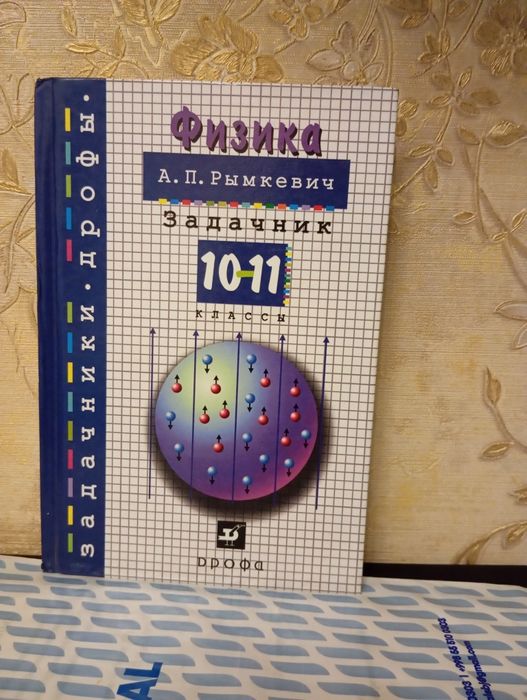 задачники.дрофы.
Физика
А.П.Рымкевич
Задачник
10-11
классы
дрофа